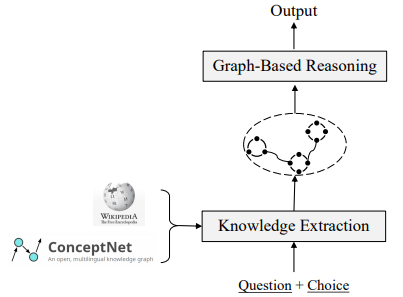 Output
Graph-Based Reasoning
WIKIPEDIA
The Free Encyclopedia
Knowledge Extraction
ConceptNet
An open, multilingual knowledge graph
Question + Choice